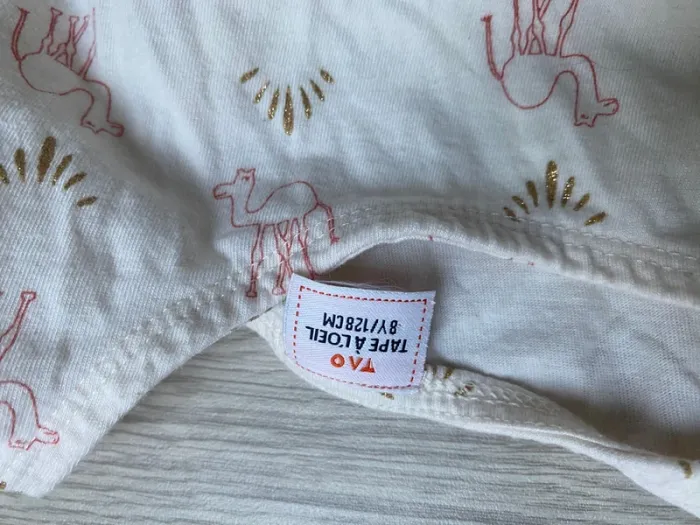 TAO
TAPE À L'OEIL
8Y/128CM